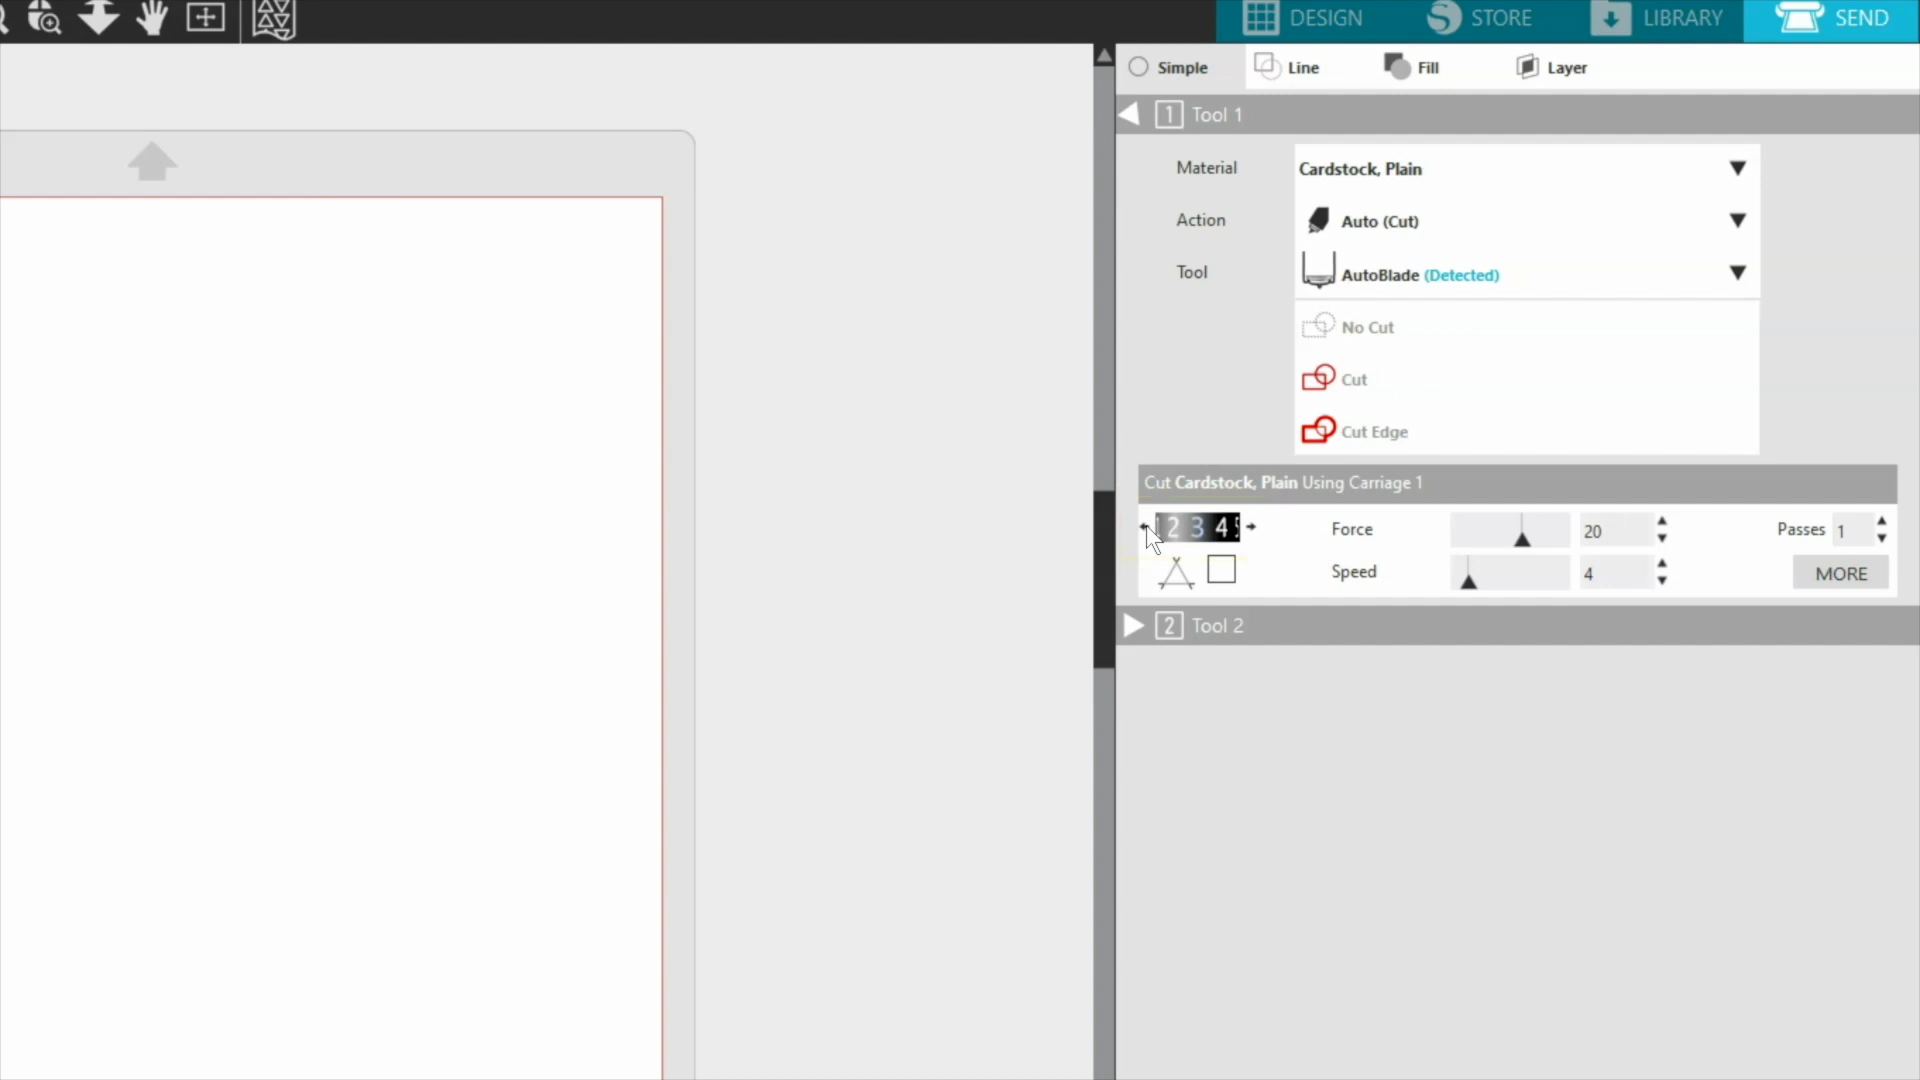 DESIGN STORE LIBRARY SEND
Simple Line Fill Layer
1 Tool 1
Material Cardstock, Plain
Action Auto (Cut)
Tool AutoBlade (Detected)
No Cut
Cut
Cut Edge
Cut Cardstock, Plain Using Carriage 1
2 3 4 Force 20 Passes 1
Speed 4 MORE
2 Tool 2